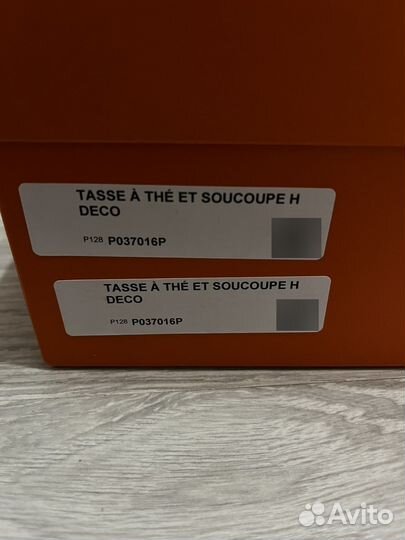 TASSE À THÉ ET SOUCOUPE H
DECO
P128 P037016P
TASSE À THÉ ET SOUCOUPE H
DECO
P128 P037016P
Avito